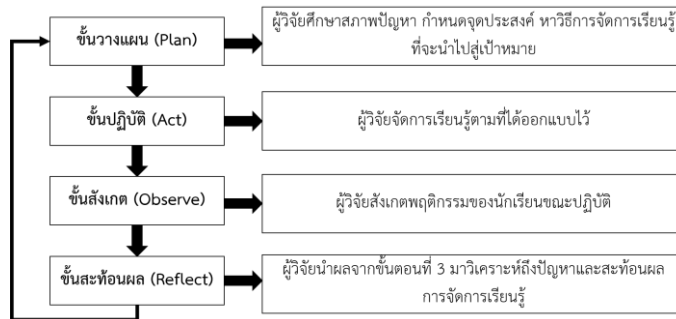 ขั้นวางแผน (Plan)
ผู้วิจัยศึกษาสภาพปัญหา กำหนดจุดประสงค์ หาวิธีการจัดการเรียนรู้
ที่จะนำไปสู่เป้าหมาย
ขั้นปฏิบัติ (Act)
ผู้วิจัยจัดการเรียนรู้ตามที่ได้ออกแบบไว้
ขั้นสังเกต (Observe)
ผู้วิจัยสังเกตพฤติกรรมของนักเรียนขณะปฏิบัติ
ขั้นสะท้อนผล (Reflect)
ผู้วิจัยนำผลจากขั้นตอนที่ 3 มาวิเคราะห์ถึงปัญหาและสะท้อนผล
การจัดการเรียนรู้